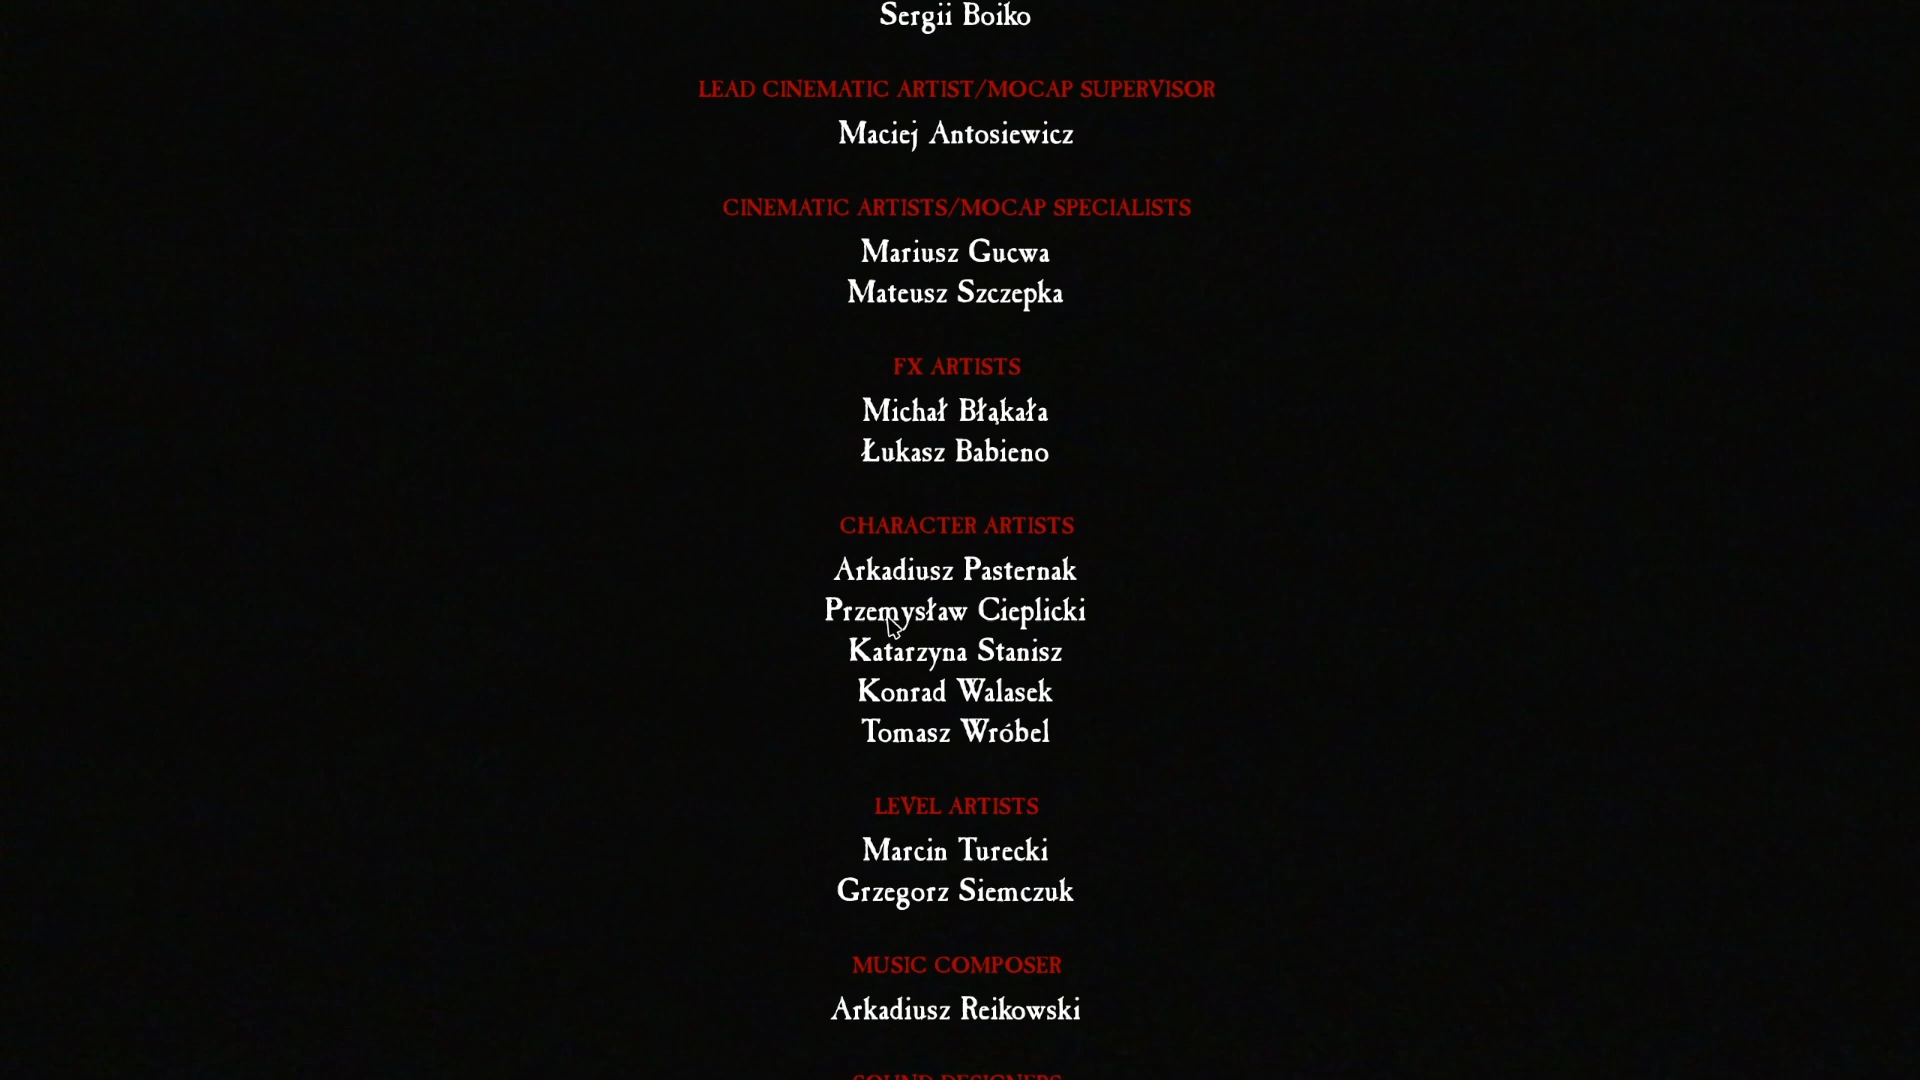 Sergii Boiko
LEAD CINEMATIC ARTIST/MOCAP SUPERVISOR
Maciej Antosiewicz
CINEMATIC ARTISTS/MOCAP SPECIALISTS
Mariusz Gucwa
Mateusz Szczepka
FX ARTISTS
Michał Błąkała
Łukasz Babieno
CHARACTER ARTISTS
Arkadiusz Pasternak
Przemysław Cieplicki
Katarzyna Stanisz
Konrad Walasek
Tomasz Wróbel
LEVEL ARTISTS
Marcin Turecki
Grzegorz Siemczuk
MUSIC COMPOSER
Arkadiusz Reikowski
SOUND DESIGNERS